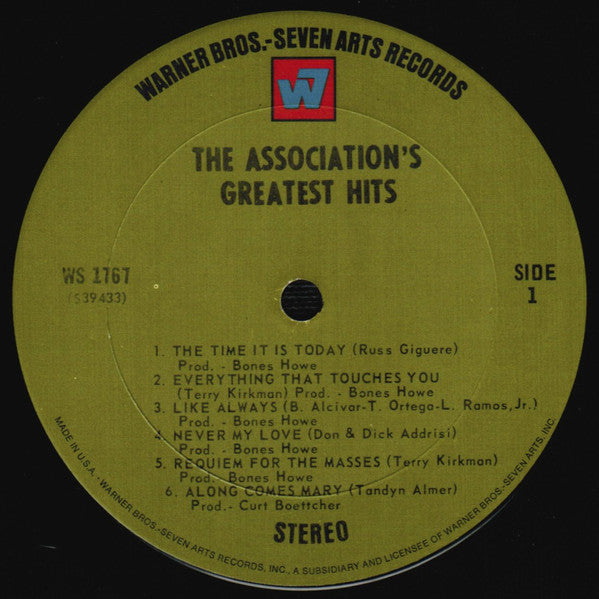 WARNER BROS.-SEVEN ARTS RECORDS
W7
THE ASSOCIATION'S
GREATEST HITS
WS 1767
(S39433)
SIDE
1
1. THE TIME IT IS TODAY (Russ Giguere)
Prod. - Bones Howe
2. EVERYTHING THAT TOUCHES YOU
(Terry Kirkman) Prod. - Bones Howe
3. LIKE ALWAYS (B. Alcivar-T. Ortega-L. Ramos,Jr.)
Prod. - Bones Howe
4. NEVER MY LOVE (Don & Dick Addrisi)
Prod. - Bones Howe
5. REQUIEM FOR THE MASSES (Terry Kirkman)
Prod. Bones Howe
6. ALONG COMES MARY (Tandyn Almer)
Prod.- Curt Boettcher
STEREO
MADE IN U.S.A. - WARNER BROS.-SEVEN ARTS RECORDS, INC., A SUBSIDIARY AND LICENSEE OF WARNER BROS.-SEVEN ARTS, INC.